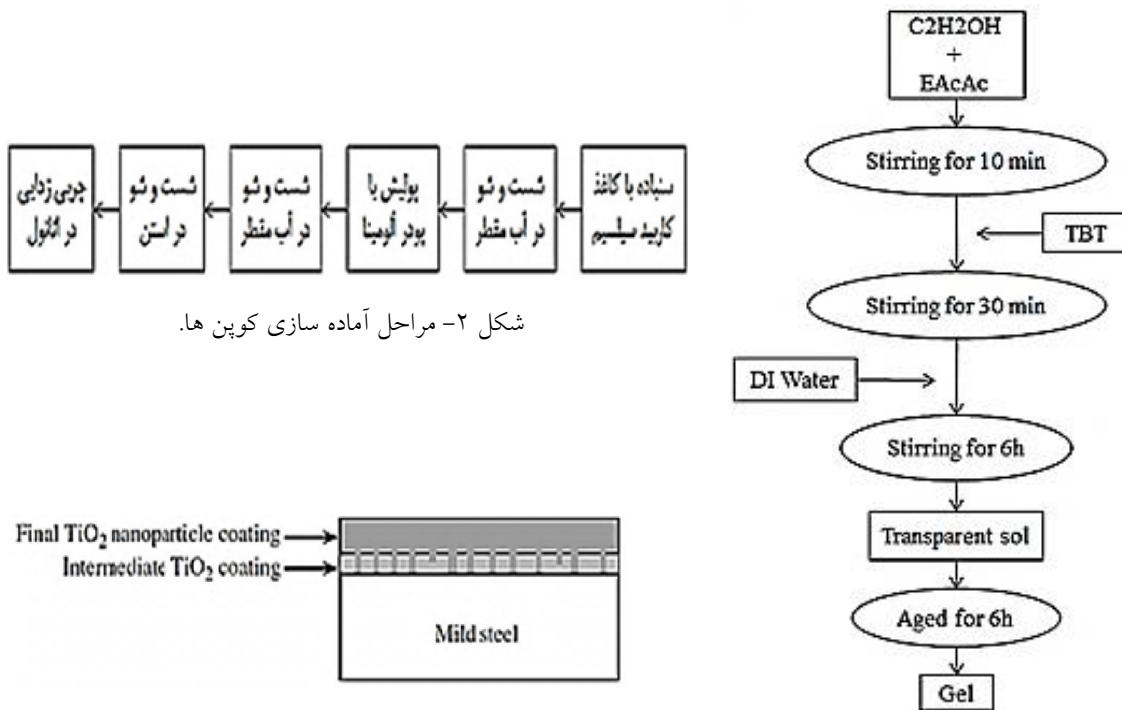 سنباده با کاغذ
کاربید سیلسیم
شست و شو
در آب مقطر
پولیش با
پودر آلومینا
شست و شو
در آب مقطر
شست و شو
در استن
چربی زدایی
در اتانول
شکل ۲- مراحل آماده سازی کوپن ها.
Final TiO₂ nanoparticle coating
Intermediate TiO₂ coating
Mild steel
C2H2OH
+
EAcAc
Stirring for 10 min
TBT
Stirring for 30 min
DI Water
Stirring for 6h
Transparent sol
Aged for 6h
Gel